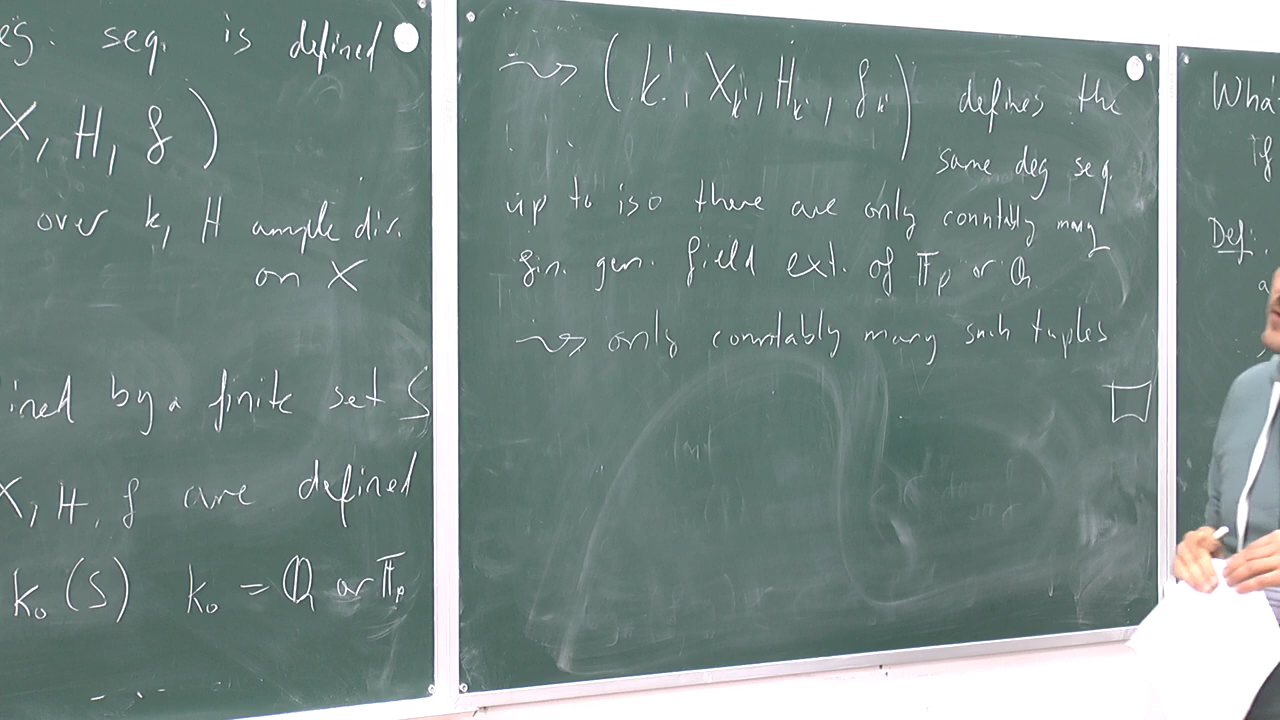 eg. seq. is defined
X, H, f)
over k, H ample div.
on X
ined by a finite set S
X, H, f are defined
k₀(S) k₀ = ℚ or 𝔽ₚ
⇝ (k', X_k', H_k', f_k') defines the
same deg seq.
up to iso there are only countably many
fin. gen. field ext. of 𝔽ₚ or ℚ.
⇝ only countably many such tuples
□
Wha
If
Def:
a